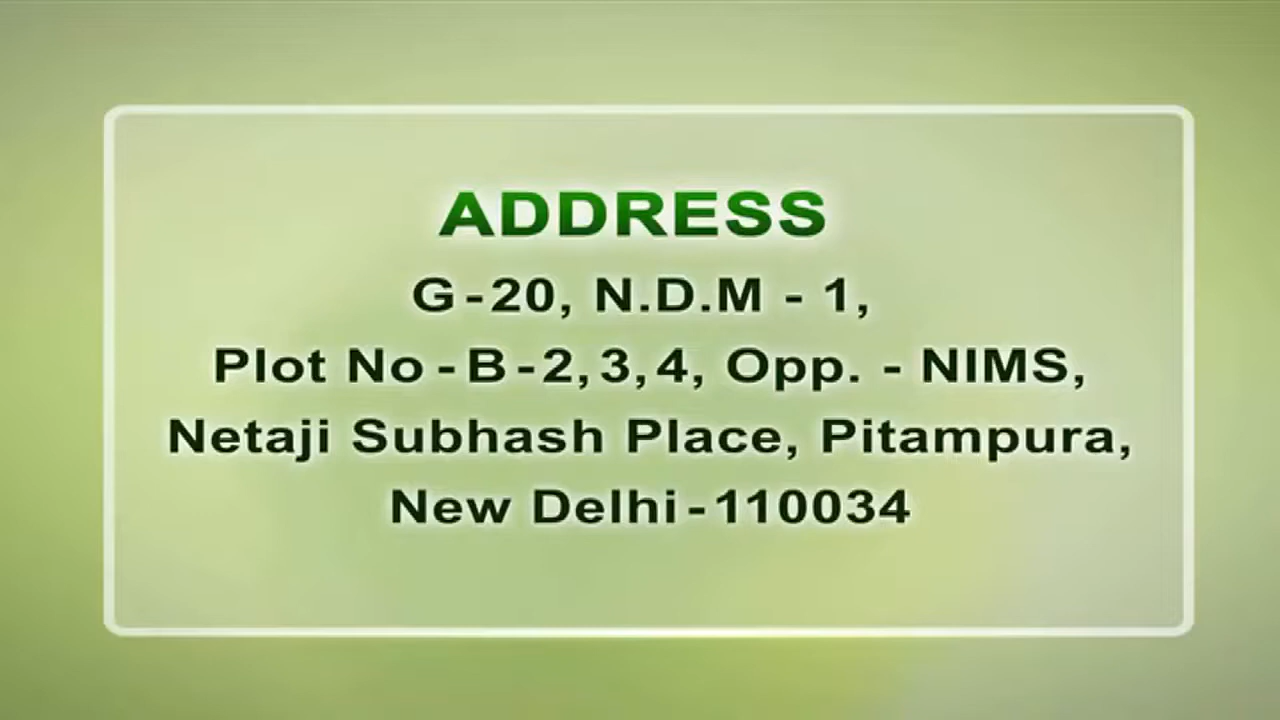 ADDRESS
G-20, N.D.M - 1,
Plot No-B-2,3,4, Opp. - NIMS,
Netaji Subhash Place, Pitampura,
New Delhi-110034